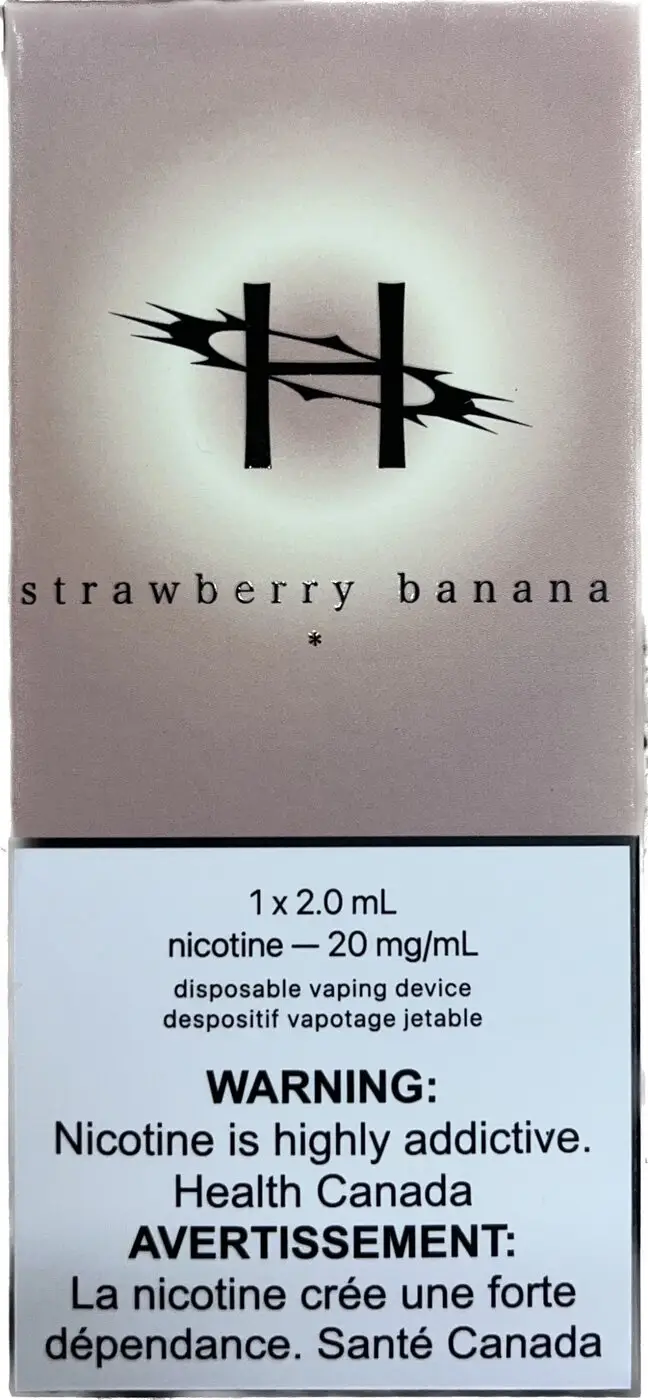 H
strawberry banana
*
1 x 2.0 mL
nicotine — 20 mg/mL
disposable vaping device
despositif vapotage jetable
WARNING:
Nicotine is highly addictive.
Health Canada
AVERTISSEMENT:
La nicotine crée une forte
dépendance. Santé Canada